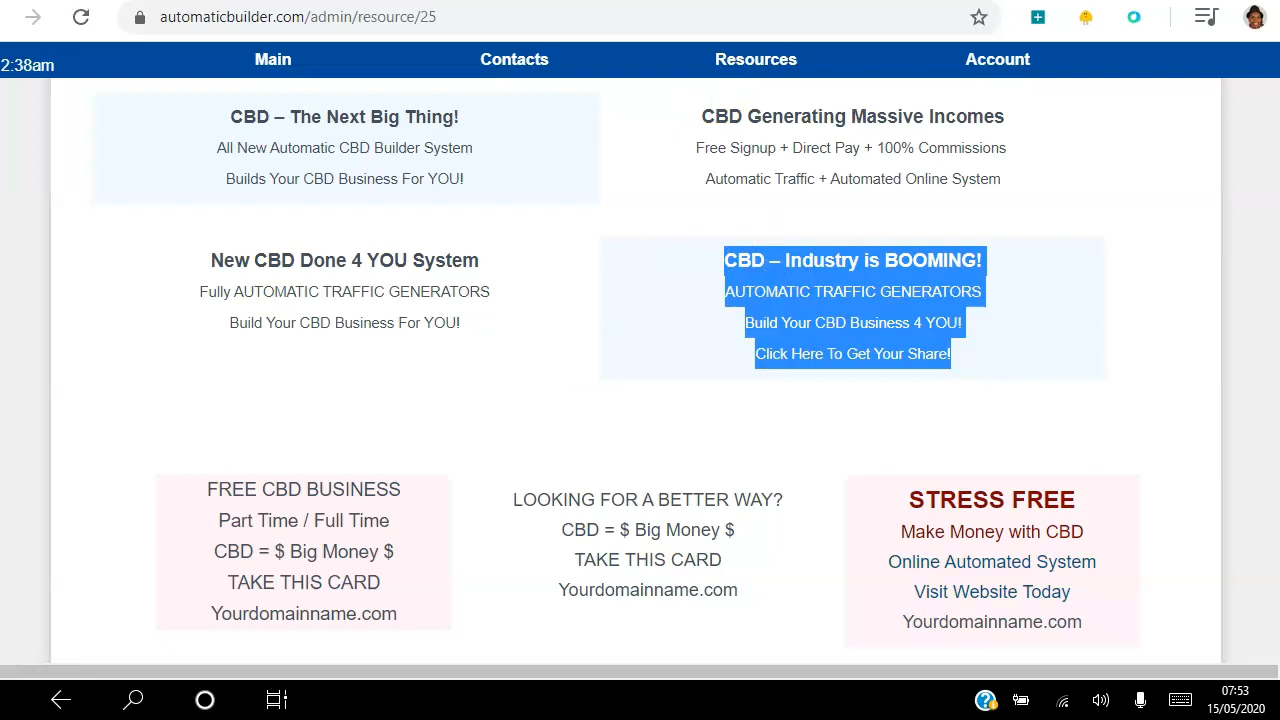 automaticbuilder.com/admin/resource/25
2:38am
Main
Contacts
Resources
Account
CBD – The Next Big Thing!
All New Automatic CBD Builder System
Builds Your CBD Business For YOU!
CBD Generating Massive Incomes
Free Signup + Direct Pay + 100% Commissions
Automatic Traffic + Automated Online System
New CBD Done 4 YOU System
Fully AUTOMATIC TRAFFIC GENERATORS
Build Your CBD Business For YOU!
CBD – Industry is BOOMING!
AUTOMATIC TRAFFIC GENERATORS
Build Your CBD Business 4 YOU!
Click Here To Get Your Share!
FREE CBD BUSINESS
Part Time / Full Time
CBD = $ Big Money $
TAKE THIS CARD
Yourdomainname.com
LOOKING FOR A BETTER WAY?
CBD = $ Big Money $
TAKE THIS CARD
Yourdomainname.com
STRESS FREE
Make Money with CBD
Online Automated System
Visit Website Today
Yourdomainname.com
07:53
15/05/2020